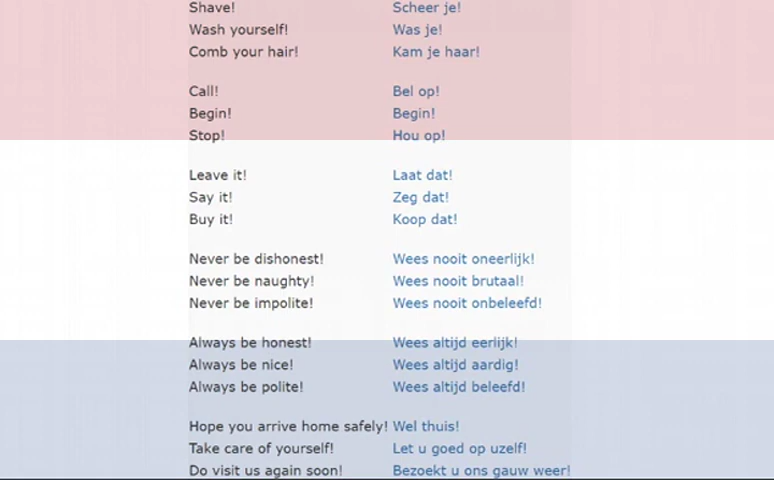 Shave! Scheer je!
Wash yourself! Was je!
Comb your hair! Kam je haar!
Call! Bel op!
Begin! Begin!
Stop! Hou op!
Leave it! Laat dat!
Say it! Zeg dat!
Buy it! Koop dat!
Never be dishonest! Wees nooit oneerlijk!
Never be naughty! Wees nooit brutaal!
Never be impolite! Wees nooit onbeleefd!
Always be honest! Wees altijd eerlijk!
Always be nice! Wees altijd aardig!
Always be polite! Wees altijd beleefd!
Hope you arrive home safely! Wel thuis!
Take care of yourself! Let u goed op uzelf!
Do visit us again soon! Bezoekt u ons gauw weer!